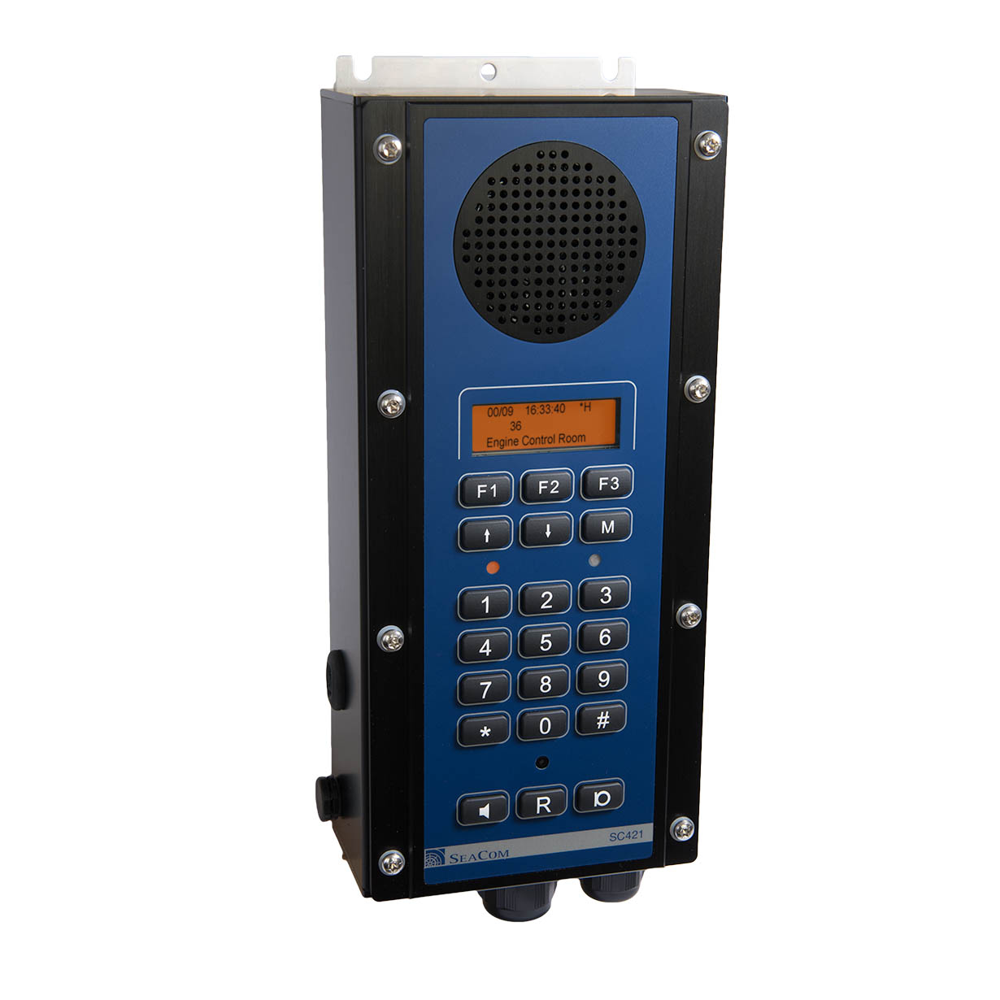 00/09 16:33:40 *H
36
Engine Control Room
F1 F2 F3
↑ ↓ M
1 2 3
4 5 6
7 8 9
* 0 #
R
SC421
SEACOM